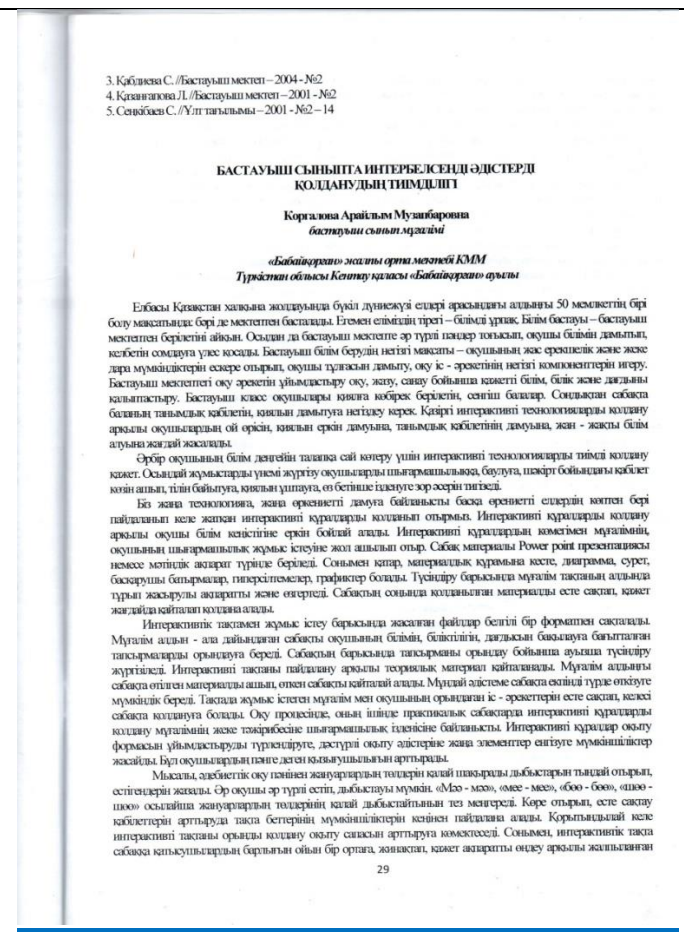 3. Қабдиева С. //Бастауыш мектеп – 2004 - №2
4. Қазанғапова Л. //Бастауыш мектеп – 2001 - №2
5. Сеңкібаев С. //Ұлт тағылымы – 2001 - №2 – 14
БАСТАУЫШ СЫНЫПТА ИНТЕРБЕЛСЕНДІ ӘДІСТЕРДІ
ҚОЛДАНУДЫҢ ТИІМДІЛІГІ
Коргалова Арайлым Музапбаровна
бастауыш сынып мұғалімі
«Бабайқорған» жалпы орта мектебі КММ
Түркістан облысы Кентау қаласы «Бабайқорған» ауылы
Елбасы Қазақстан халқына жолдауында бүкіл дүниежүзі елдері арасындағы алдыңғы 50 мемлкеттің бірі
болу мақсатында: бәрі де мектептен басталады. Егемен еліміздің тірегі – білімді ұрпақ. Білім бастауы – бастауыш
мектептен берілетіні айқын. Осыдан да бастауыш мектепте әр түрлі пәндер тоғысып, оқушы білімін дамытып,
келбетін сомдауға үлес қосады. Бастауыш білім берудің негізгі мақсаты – оқушының жас ерекшелік және жеке
дара мүмкіндіктерін ескере отырып, оқушы тұлғасын дамыту, оқу іс - әрекетінің негізгі компоненттерін игеру.
Бастауыш мектептегі оқу әрекетін ұйымдастыру оқу, жазу, санау бойынша қажетті білім, білік және дағдыны
қалыптастыру. Бастауыш класс оқушылары қиялға көбірек берілетін, сенгіш балалар. Сондықтан сабақта
баланың танымдық қабілетін, қиялын дамытуға негіздеу керек. Қазіргі интерактивті технологияларды қолдану
арқылы оқушылардың ой өрісін, қиялын еркін дамуына, танымдық қабілетінің дамуына, жан - жақты білім
алуына жағдай жасалады.
Әрбір оқушының білім деңгейін талапқа сай көтеру үшін интерактивті технологияларды тиімді қолдану
қажет. Осындай жұмыстарды үнемі жүргізу оқушыларды шығармашылыққа, баулуға, шәкірт бойындағы қабілет
көзін ашып, тілін байытуға, қиялын ұштауға, өз бетінше ізденуге зор әсерін тигізеді.
Біз жаңа технологияға, жаңа өркениетті дамуға байланысты басқа өрениетті елдердің көптен бері
пайдаланып келе жатқан интерактивті құралдарды қолданып отырмыз. Интерактивті құралдарды қолдану
арқылы оқушы білім кеңістігіне еркін бойлай алады. Интерактивті құралдардың көмегімен мұғалімнің,
оқушының шығармашылық жұмыс істеуіне жол ашылып отыр. Сабақ материалы Power point презентациясы
немесе мәтіндік ақпарат түрінде беріледі. Сонымен қатар, материалдық құрамына кесте, диаграмма, сурет,
басқарушы батырмалар, гиперсілтемелер, графиктер болады. Түсіндіру барысында мұғалім тақтаның алдында
тұрып жасырулы ақпаратты және өзгертеді. Сабақтың соңында қолданылған материалды есте сақтап, қажет
жағдайда қайталап қолдана алады.
Интерактивтік тақтамен жұмыс істеу барысында жасалған файлдар белгілі бір форматпен сақталады.
Мұғалім алдын - ала дайындаған сабақты оқушының білімін, біліктілігін, дағдысын бақылауға бағытталған
тапсырмаларды орындауға береді. Сабақтың барысында тапсырманы орындау бойынша ауызша түсіндіру
жүргізіледі. Интерактивті тақтаны пайдалану арқылы теориялық материал қайталанады. Мұғалім алдыңғы
сабақта өтілген материалды ашып, өткен сабақты қайталай алады. Мұндай әдістеме сабақта екпінді түрде өткізуге
мүмкіндік береді. Тақтада жұмыс істеген мұғалім мен оқушының орындаған іс - әрекеттерін есте сақтап, келесі
сабақта қолдануға болады. Оқу процесінде, оның ішінде практикалық сабақтарда интерактивті құралдарды
қолдану мұғалімнің жеке тәжірибесіне шығармашылық ізденісіне байланысты. Интерактивті құралдар оқыту
формасын ұйымдастыруды түрлендіруге, дәстүрлі оқыту әдістеріне жаңа элементтер енгізуге мүмкіншіліктер
жасайды. Бұл оқушылардың пәнге деген қызығушылығын арттырады.
Мысалы, әдебиеттік оқу пәнінен жануарлардың төлдерін қалай шақырады дыбыстарын тыңдай отырып,
естігендерін жазады. Әр оқушы әр түрлі естіп, дыбыстауы мүмкін. «Мәә - мәә», «мее - мее», «бөө - бөө», «шөө -
шөө» осылайша жануарлардың төлдерінің қалай дыбыстайтынын тез меңгереді. Көре отырып, есте сақтау
қабілеттерін арттыруда тақта беттерінің мүмкіншіліктерін кеңінен пайдалана алады. Қорытындылай келе
интерактивті тақтаны орынды қолдану оқыту сапасын арттыруға көмектеседі. Сонымен, интерактивтік тақта
сабаққа қатысушылардың барлығын ойын бір ортаға, жинақтап, қажет ақпаратты өңдеу арқылы жалпыланған
29